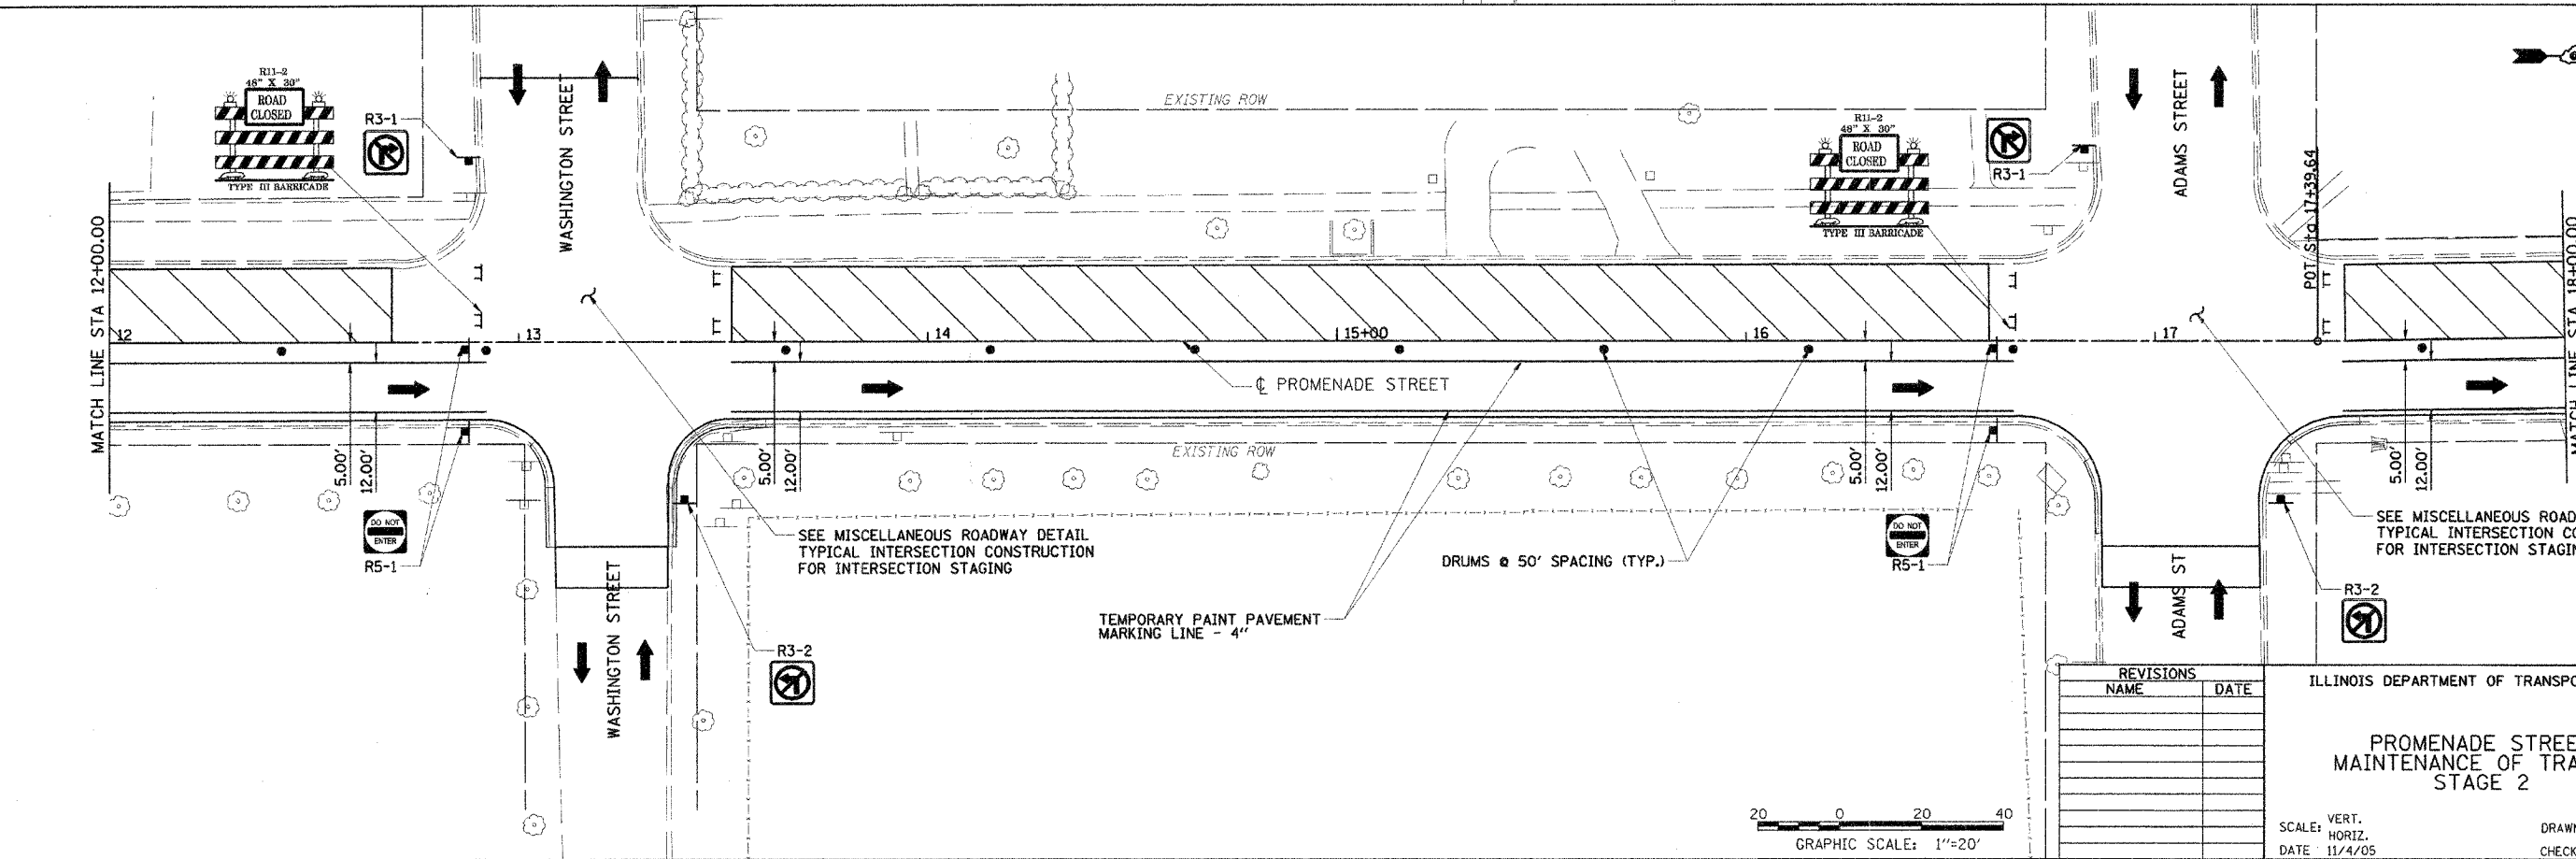 R11-2
48" X 30"
ROAD
CLOSED
TYPE III BARRICADE
R3-1
WASHINGTON STREET
EXISTING ROW
R11-2
48" X 30"
ROAD
CLOSED
TYPE III BARRICADE
R3-1
ADAMS STREET
POT Sta 17+39.64
MATCH LINE STA 12+00.00
MATCH LINE STA 18+00.00
12
13
14
15+00
16
17
℄ PROMENADE STREET
EXISTING ROW
5.00'
12.00'
5.00'
12.00'
5.00'
12.00'
5.00'
12.00'
DO NOT
ENTER
R5-1
SEE MISCELLANEOUS ROADWAY DETAIL
TYPICAL INTERSECTION CONSTRUCTION
FOR INTERSECTION STAGING
DRUMS @ 50' SPACING (TYP.)
DO NOT
ENTER
R5-1
SEE MISCELLANEOUS ROAD
TYPICAL INTERSECTION CO
FOR INTERSECTION STAGIN
WASHINGTON STREET
TEMPORARY PAINT PAVEMENT
MARKING LINE - 4"
R3-2
ADAMS ST
R3-2
REVISIONS
NAME DATE
ILLINOIS DEPARTMENT OF TRANSPO
PROMENADE STREE
MAINTENANCE OF TRA
STAGE 2
20 0 20 40
GRAPHIC SCALE: 1"=20'
SCALE: VERT.
HORIZ.
DRAWN
DATE 11/4/05
CHECK